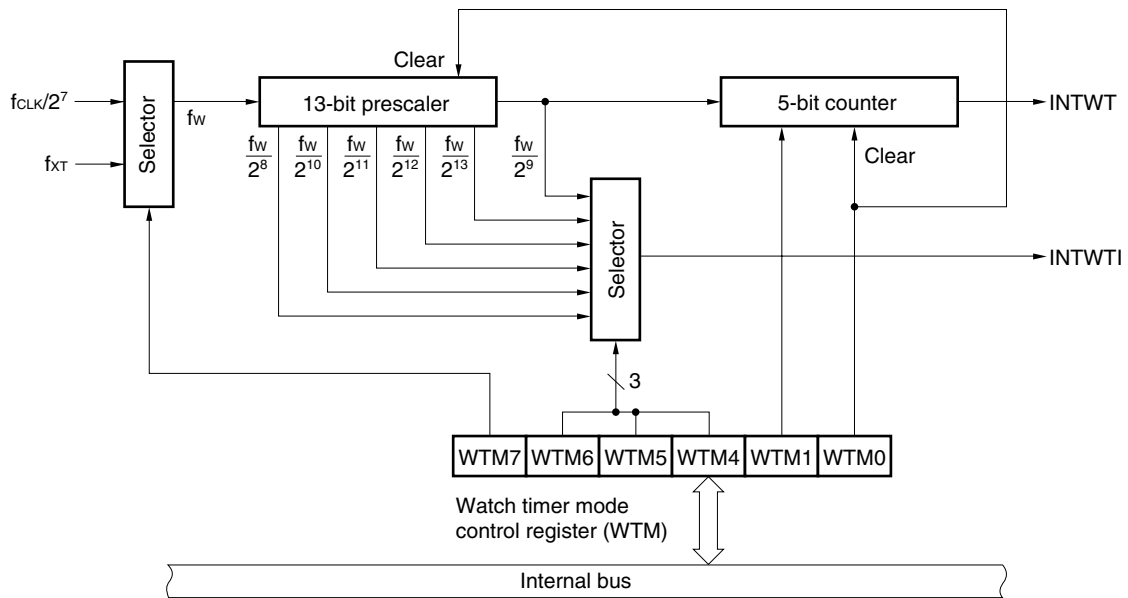 Clear
fCLK/2^7
fXT
Selector
fW
13-bit prescaler
5-bit counter
INTWT
fW/2^8
fW/2^10
fW/2^11
fW/2^12
fW/2^13
fW/2^9
Clear
Selector
INTWTI
3
WTM7 WTM6 WTM5 WTM4 WTM1 WTM0
Watch timer mode
control register (WTM)
Internal bus